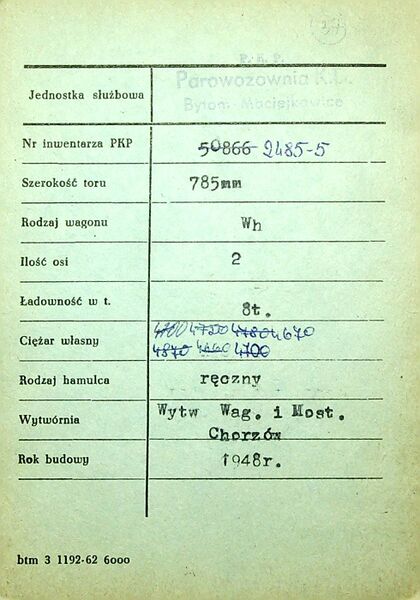 37
P. K. P.
Parowozownia K.D.
Jednostka służbowa
Bytom-Maciejkowice
Nr inwentarza PKP 50866 2485-5
Szerokość toru 785mm
Rodzaj wagonu Wh
Ilość osi 2
Ładowność w t. 8t.
4700 4750 4780 4670
Ciężar własny
4870 4660 4700
Rodzaj hamulca ręczny
Wytw Wag. i Most.
Wytwórnia
Chorzów
Rok budowy 1948r.
btm 3 1192-62 6000